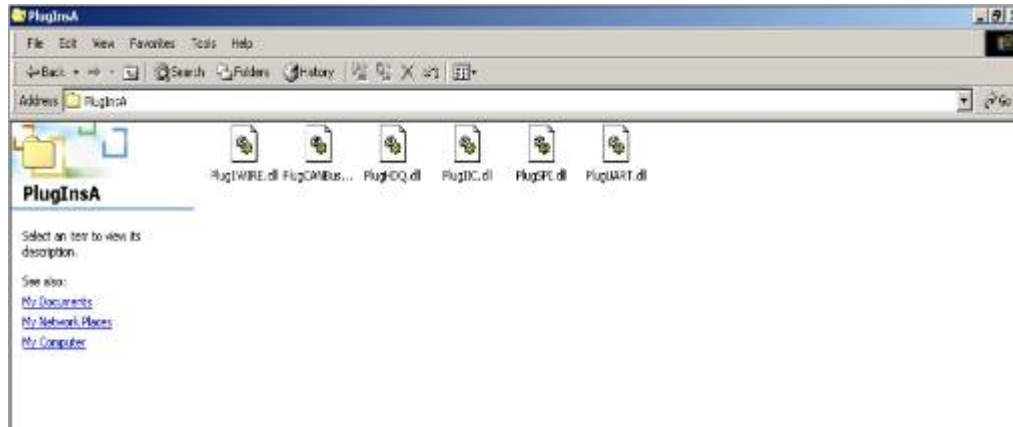 PlugInsA
File Edit View Favorites Tools Help
Back Search Folders History
Address PlugInsA Go
Plug1WIRE.dll PlugCANBus... PlugHDQ.dll PlugIIC.dll PlugSPI.dll PlugUART.dll
PlugInsA
Select an item to view its
description.
See also:
My Documents
My Network Places
My Computer